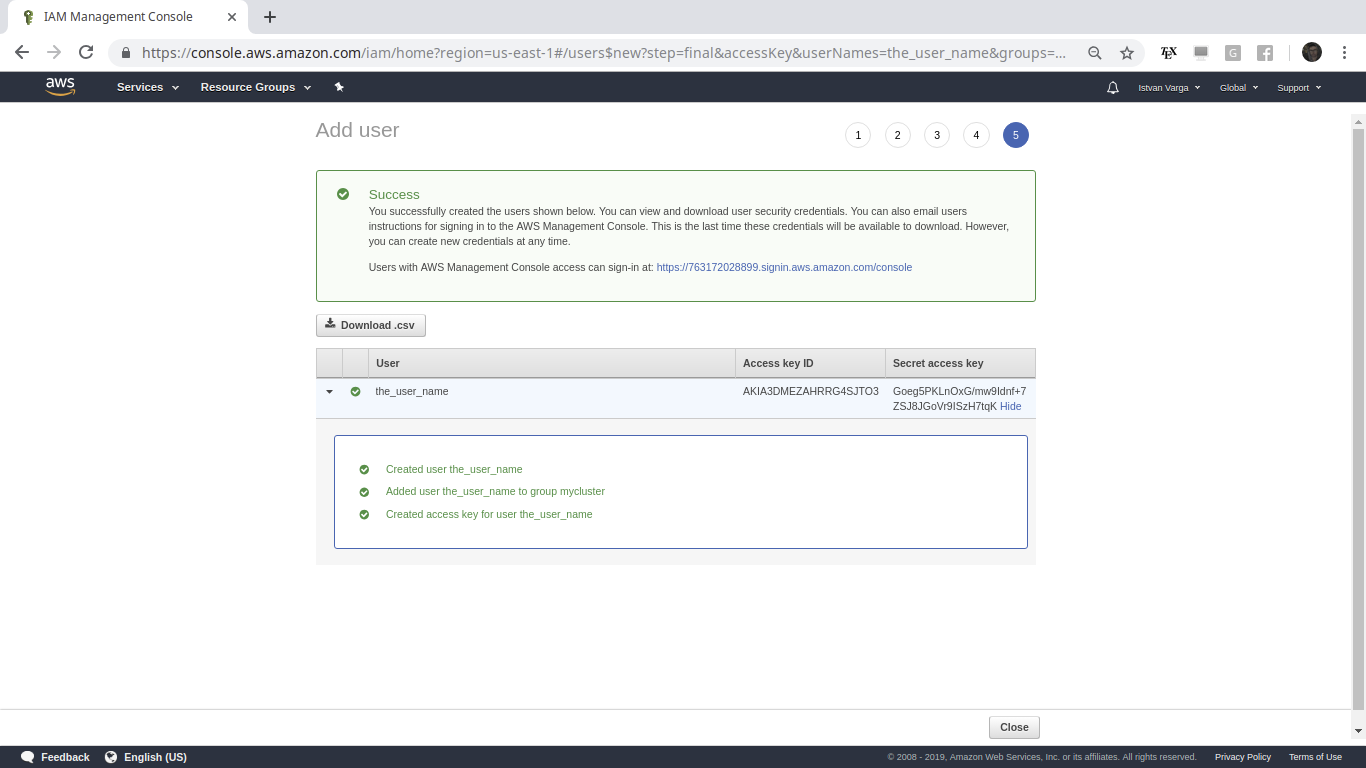 IAM Management Console
https://console.aws.amazon.com/iam/home?region=us-east-1#/users$new?step=final&accessKey&userNames=the_user_name&groups=...
TEX
G
f
aws Services Resource Groups Istvan Varga Global Support
Add user 1 2 3 4 5
Success
You successfully created the users shown below. You can view and download user security credentials. You can also email users
instructions for signing in to the AWS Management Console. This is the last time these credentials will be available to download. However,
you can create new credentials at any time.
Users with AWS Management Console access can sign-in at: https://763172028899.signin.aws.amazon.com/console
Download .csv
User Access key ID Secret access key
the_user_name AKIA3DMEZAHRRG4SJTO3
Hide
Created user the_user_name
Added user the_user_name to group mycluster
Created access key for user the_user_name
Close
Feedback English (US) © 2008 - 2019, Amazon Web Services, Inc. or its affiliates. All rights reserved. Privacy Policy Terms of Use